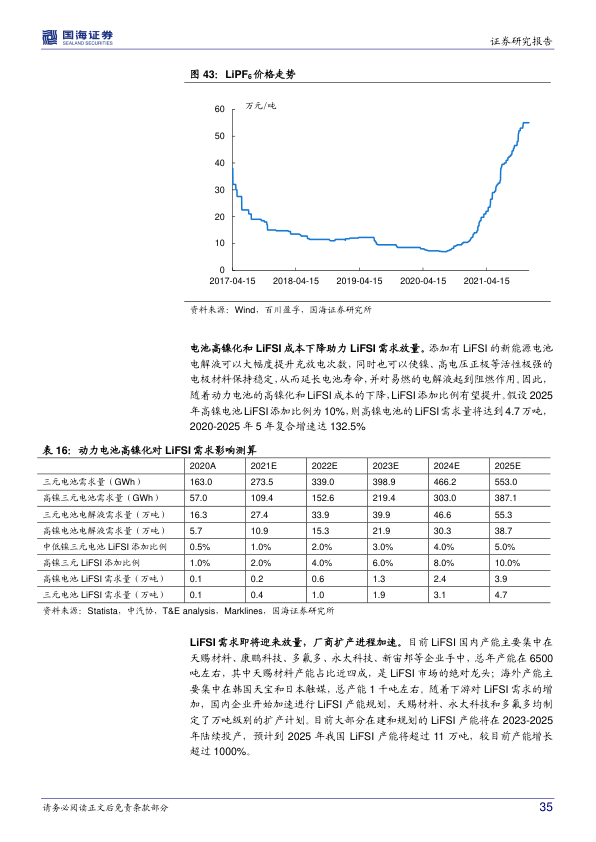 国海证券
SEALAND SECURITIES
证券研究报告
图 43：LiPF₆价格走势
万元/吨
60
50
40
30
20
10
0
2017-04-15 2018-04-15 2019-04-15 2020-04-15 2021-04-15
资料来源：Wind，百川盈孚，国海证券研究所
电池高镍化和 LiFSI 成本下降助力 LiFSI 需求放量。添加有 LiFSI 的新能源电池
电解液可以大幅度提升充放电次数，同时也可以使镍、高电压正极等活性极强的
电极材料保持稳定，从而延长电池寿命，并对易燃的电解液起到阻燃作用。因此，
随着动力电池的高镍化和 LiFSI 成本的下降，LiFSI 添加比例有望提升。假设 2025
年高镍电池 LiFSI 添加比例为 10%，则高镍电池的 LiFSI 需求量将达到 4.7 万吨，
2020-2025 年 5 年复合增速达 132.5%
表 16：动力电池高镍化对 LiFSI 需求影响测算
2020A 2021E 2022E 2023E 2024E 2025E
三元电池需求量（GWh） 163.0 273.5 339.0 398.9 466.2 553.0
高镍三元电池需求量（GWh） 57.0 109.4 152.6 219.4 303.0 387.1
三元电池电解液需求量（万吨） 16.3 27.4 33.9 39.9 46.6 55.3
高镍电池电解液需求量（万吨） 5.7 10.9 15.3 21.9 30.3 38.7
中低镍三元电池 LiFSI 添加比例 0.5% 1.0% 2.0% 3.0% 4.0% 5.0%
高镍三元 LiFSI 添加比例 1.0% 2.0% 4.0% 6.0% 8.0% 10.0%
高镍电池 LiFSI 需求量（万吨） 0.1 0.2 0.6 1.3 2.4 3.9
三元电池 LiFSI 需求量（万吨） 0.1 0.4 1.0 1.9 3.1 4.7
资料来源：Statista，中汽协，T&E analysis，Marklines，国海证券研究所
LiFSI 需求即将迎来放量，厂商扩产进程加速。目前 LiFSI 国内产能主要集中在
天赐材料、康鹏科技、多氟多、永太科技、新宙邦等企业手中，总年产能在 6500
吨左右，其中天赐材料产能占比近四成，是 LiFSI 市场的绝对龙头；海外产能主
要集中在韩国天宝和日本触媒，总产能 1 千吨左右。随着下游对 LiFSI 需求的增
加，国内企业开始加速进行 LiFSI 产能规划，天赐材料、永太科技和多氟多均制
定了万吨级别的扩产计划。目前大部分在建和规划的 LiFSI 产能将在 2023-2025
年陆续投产，预计到 2025 年我国 LiFSI 产能将超过 11 万吨，较目前产能增长
超过 1000%。
请务必阅读正文后免责条款部分
35